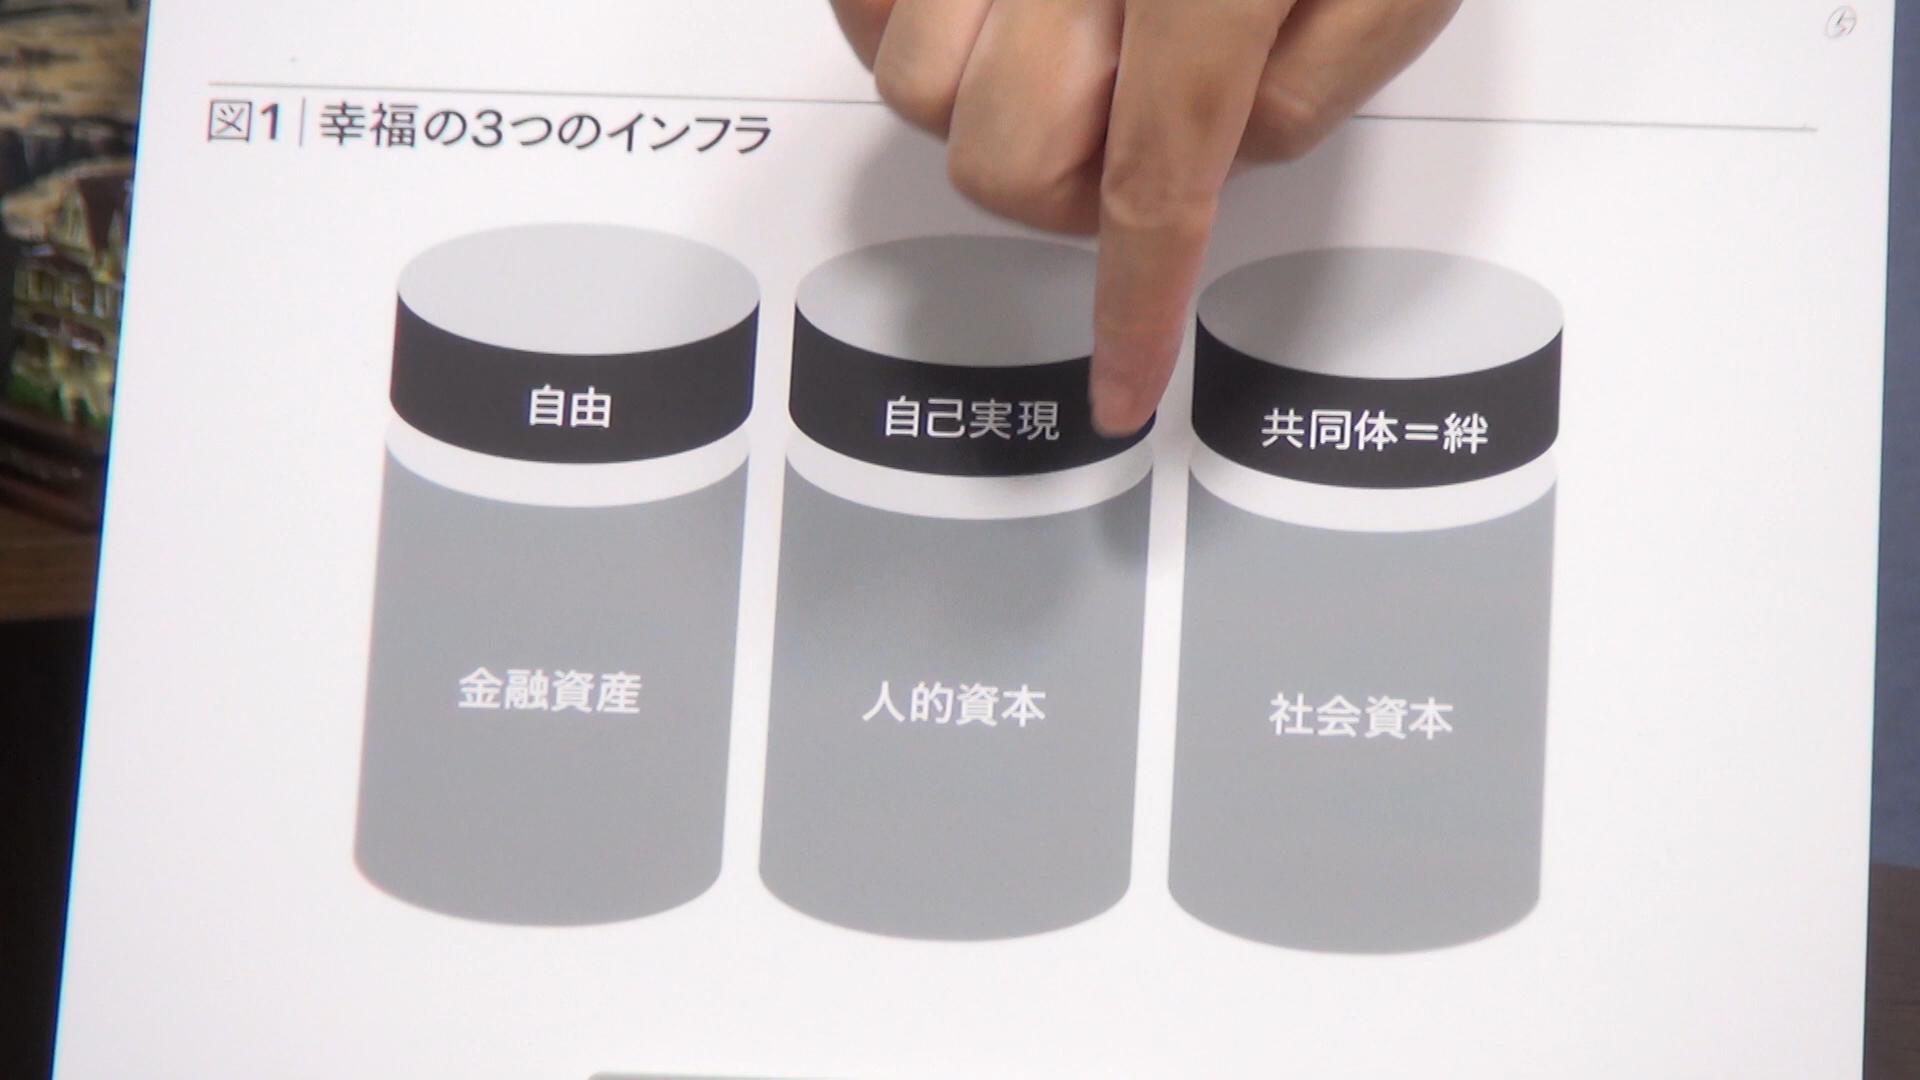 図1｜幸福の3つのインフラ
自由
自己実現
共同体＝絆
金融資産
人的資本
社会資本